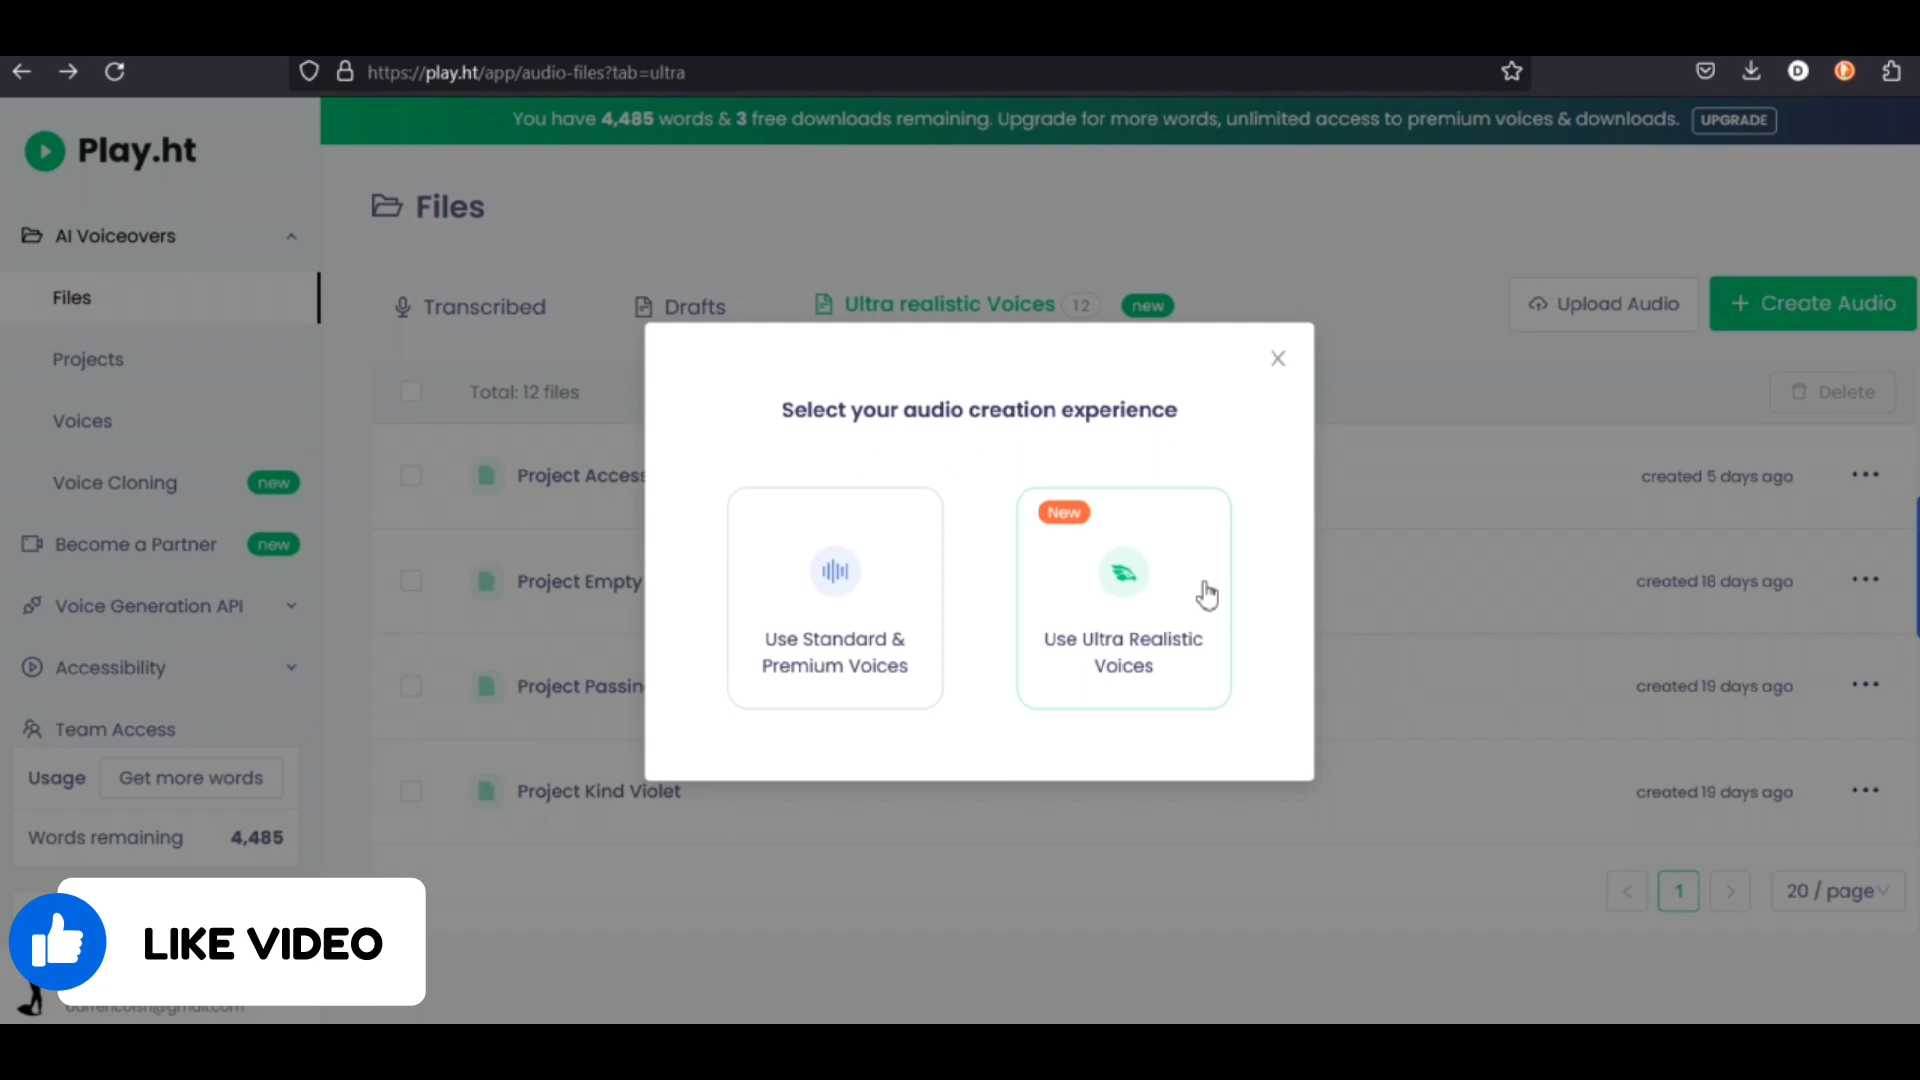 https://play.ht/app/audio-files?tab=ultra
D
You have 4,485 words & 3 free downloads remaining. Upgrade for more words, unlimited access to premium voices & downloads. UPGRADE
Play.ht
Files
AI Voiceovers
Files
Transcribed
Drafts
Ultra realistic Voices 12 new
Upload Audio
+ Create Audio
Projects
Voices
Voice Cloning new
Become a Partner new
Voice Generation API
Accessibility
Team Access
Usage Get more words
Words remaining 4,485
Total: 12 files
Delete
Project Access
created 5 days ago
Project Empty
created 18 days ago
Project Passin
created 19 days ago
Project Kind Violet
created 19 days ago
< 1 > 20 / page
Select your audio creation experience
Use Standard &
Premium Voices
New
Use Ultra Realistic
Voices
LIKE VIDEO